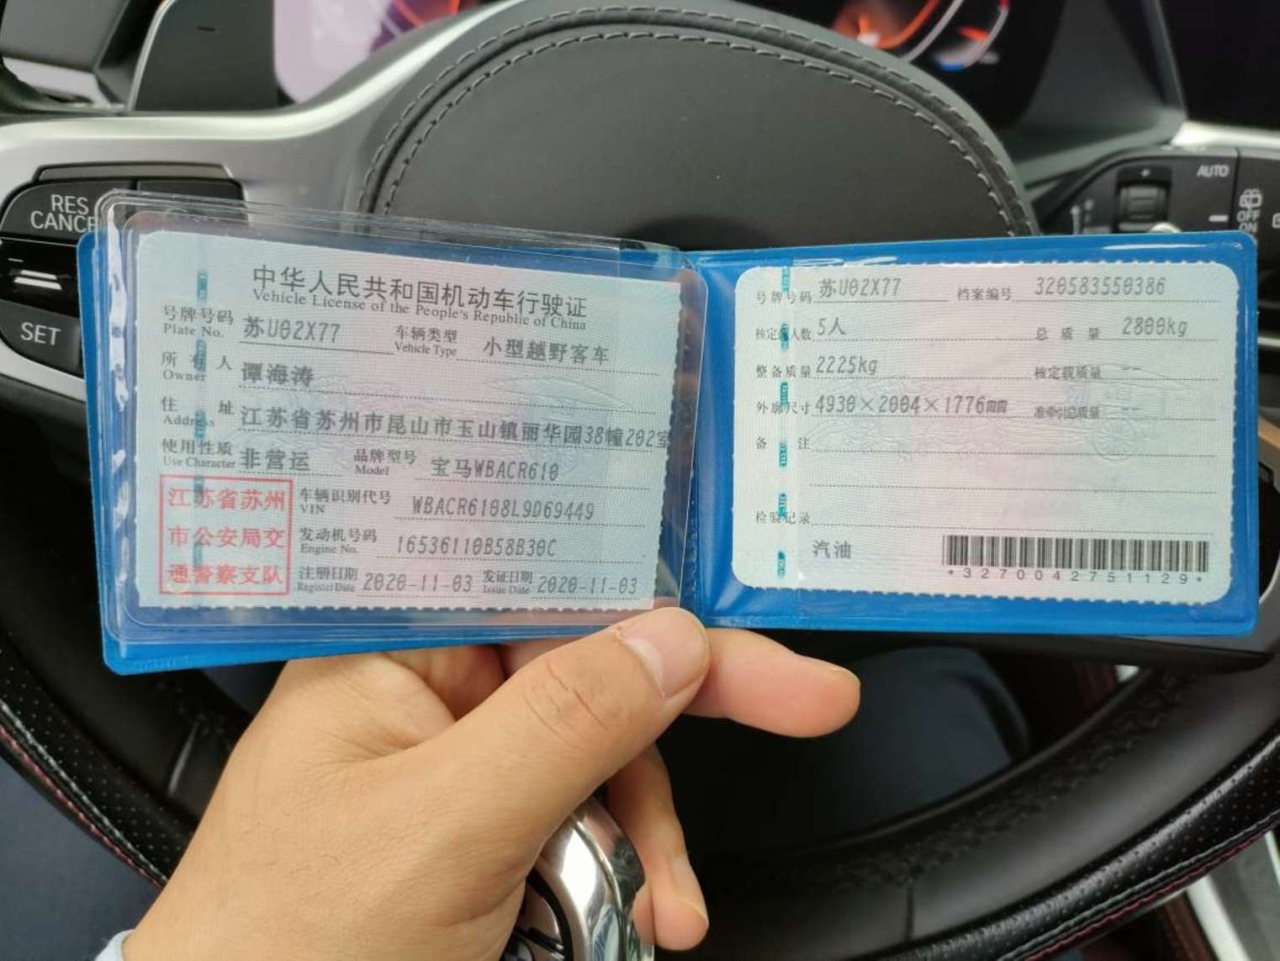 RES
CANCE
SET
AUTO
OFF
ON
中华人民共和国机动车行驶证
Vehicle License of the People's Republic of China
号牌号码 苏U02X77 车辆类型 小型越野客车
Plate No. Vehicle Type
所有人 谭海涛
Owner
住 址 江苏省苏州市昆山市玉山镇丽华园38幢202室
Address
使用性质 非营运 品牌型号 宝马WBACR610
Use Character Model
江苏省苏州
市公安局交
通警察支队
车辆识别代号 WBACR6108L9D69449
VIN
发动机号码 16536110B58B30C
Engine No.
注册日期 2020-11-03 发证日期 2020-11-03
Register Date Issue Date
号牌号码 苏U02X77 档案编号 320583550386
核定载人数 5人 总 质 量 2800kg
整备质量 2225kg 核定载质量 --
外廓尺寸 4930×2004×1776mm 准牵引总质量 --
备 注
检验记录
汽油
*3270042751129*